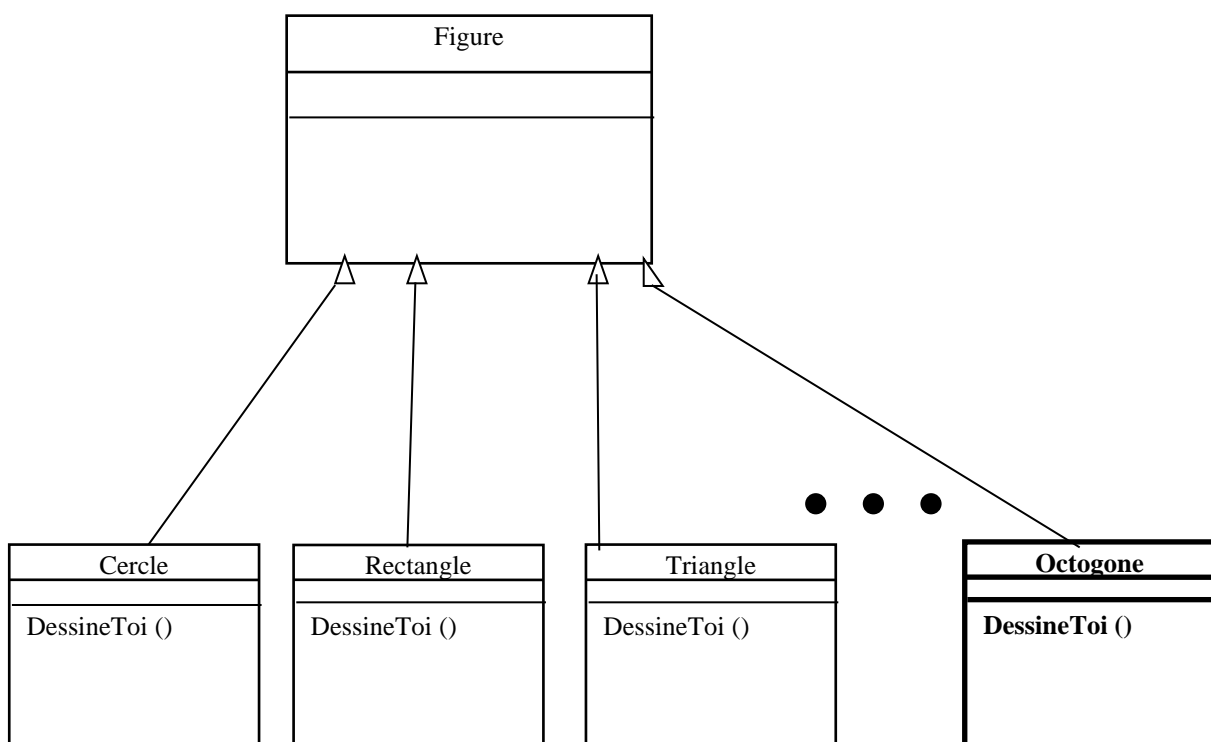 Figure
Cercle
DessineToi ()
Rectangle
DessineToi ()
Triangle
DessineToi ()
Octogone
DessineToi ()